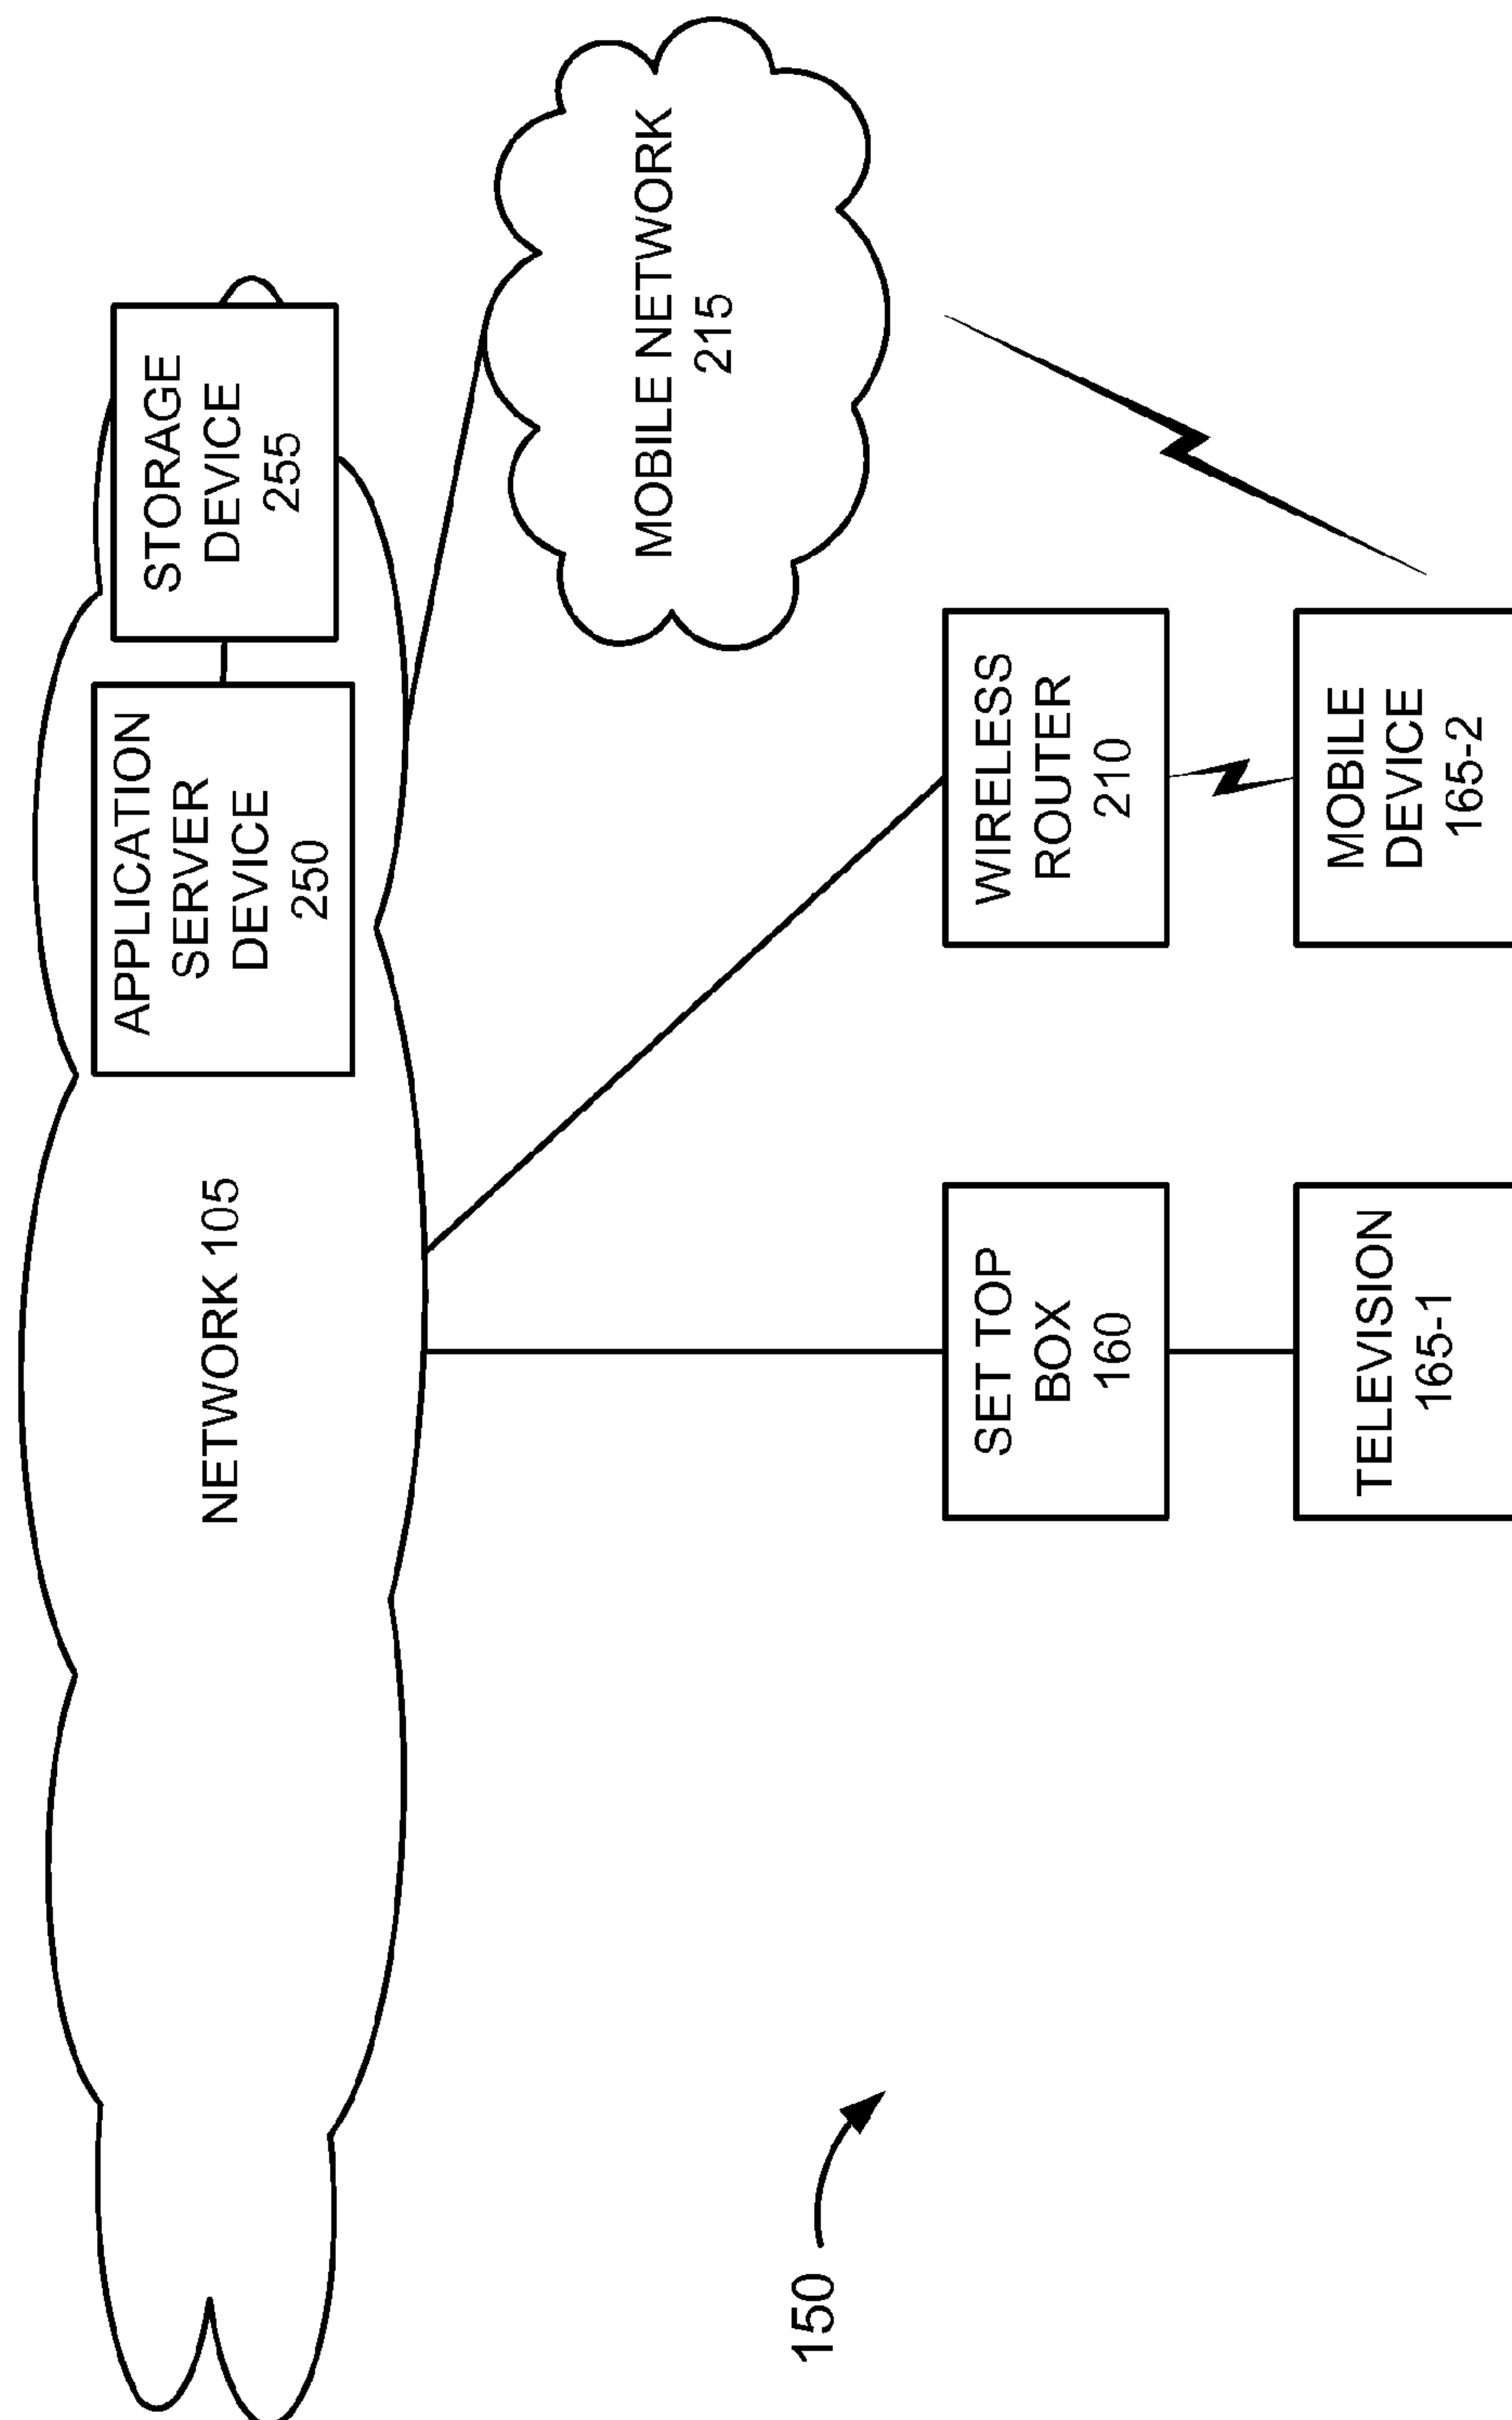 STORAGE
DEVICE
255
APPLICATION
SERVER
DEVICE
250
NETWORK 105
MOBILE NETWORK
215
150
SET TOP
BOX
160
WIRELESS
ROUTER
210
TELEVISION
165-1
MOBILE
DEVICE
165-2